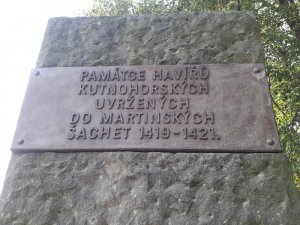 PAMÁTCE HAVÍŘŮ
KUTNOHORSKÝCH
UVRŽENÝCH
DO MARTINSKÝCH
ŠACHET 1419-1421.